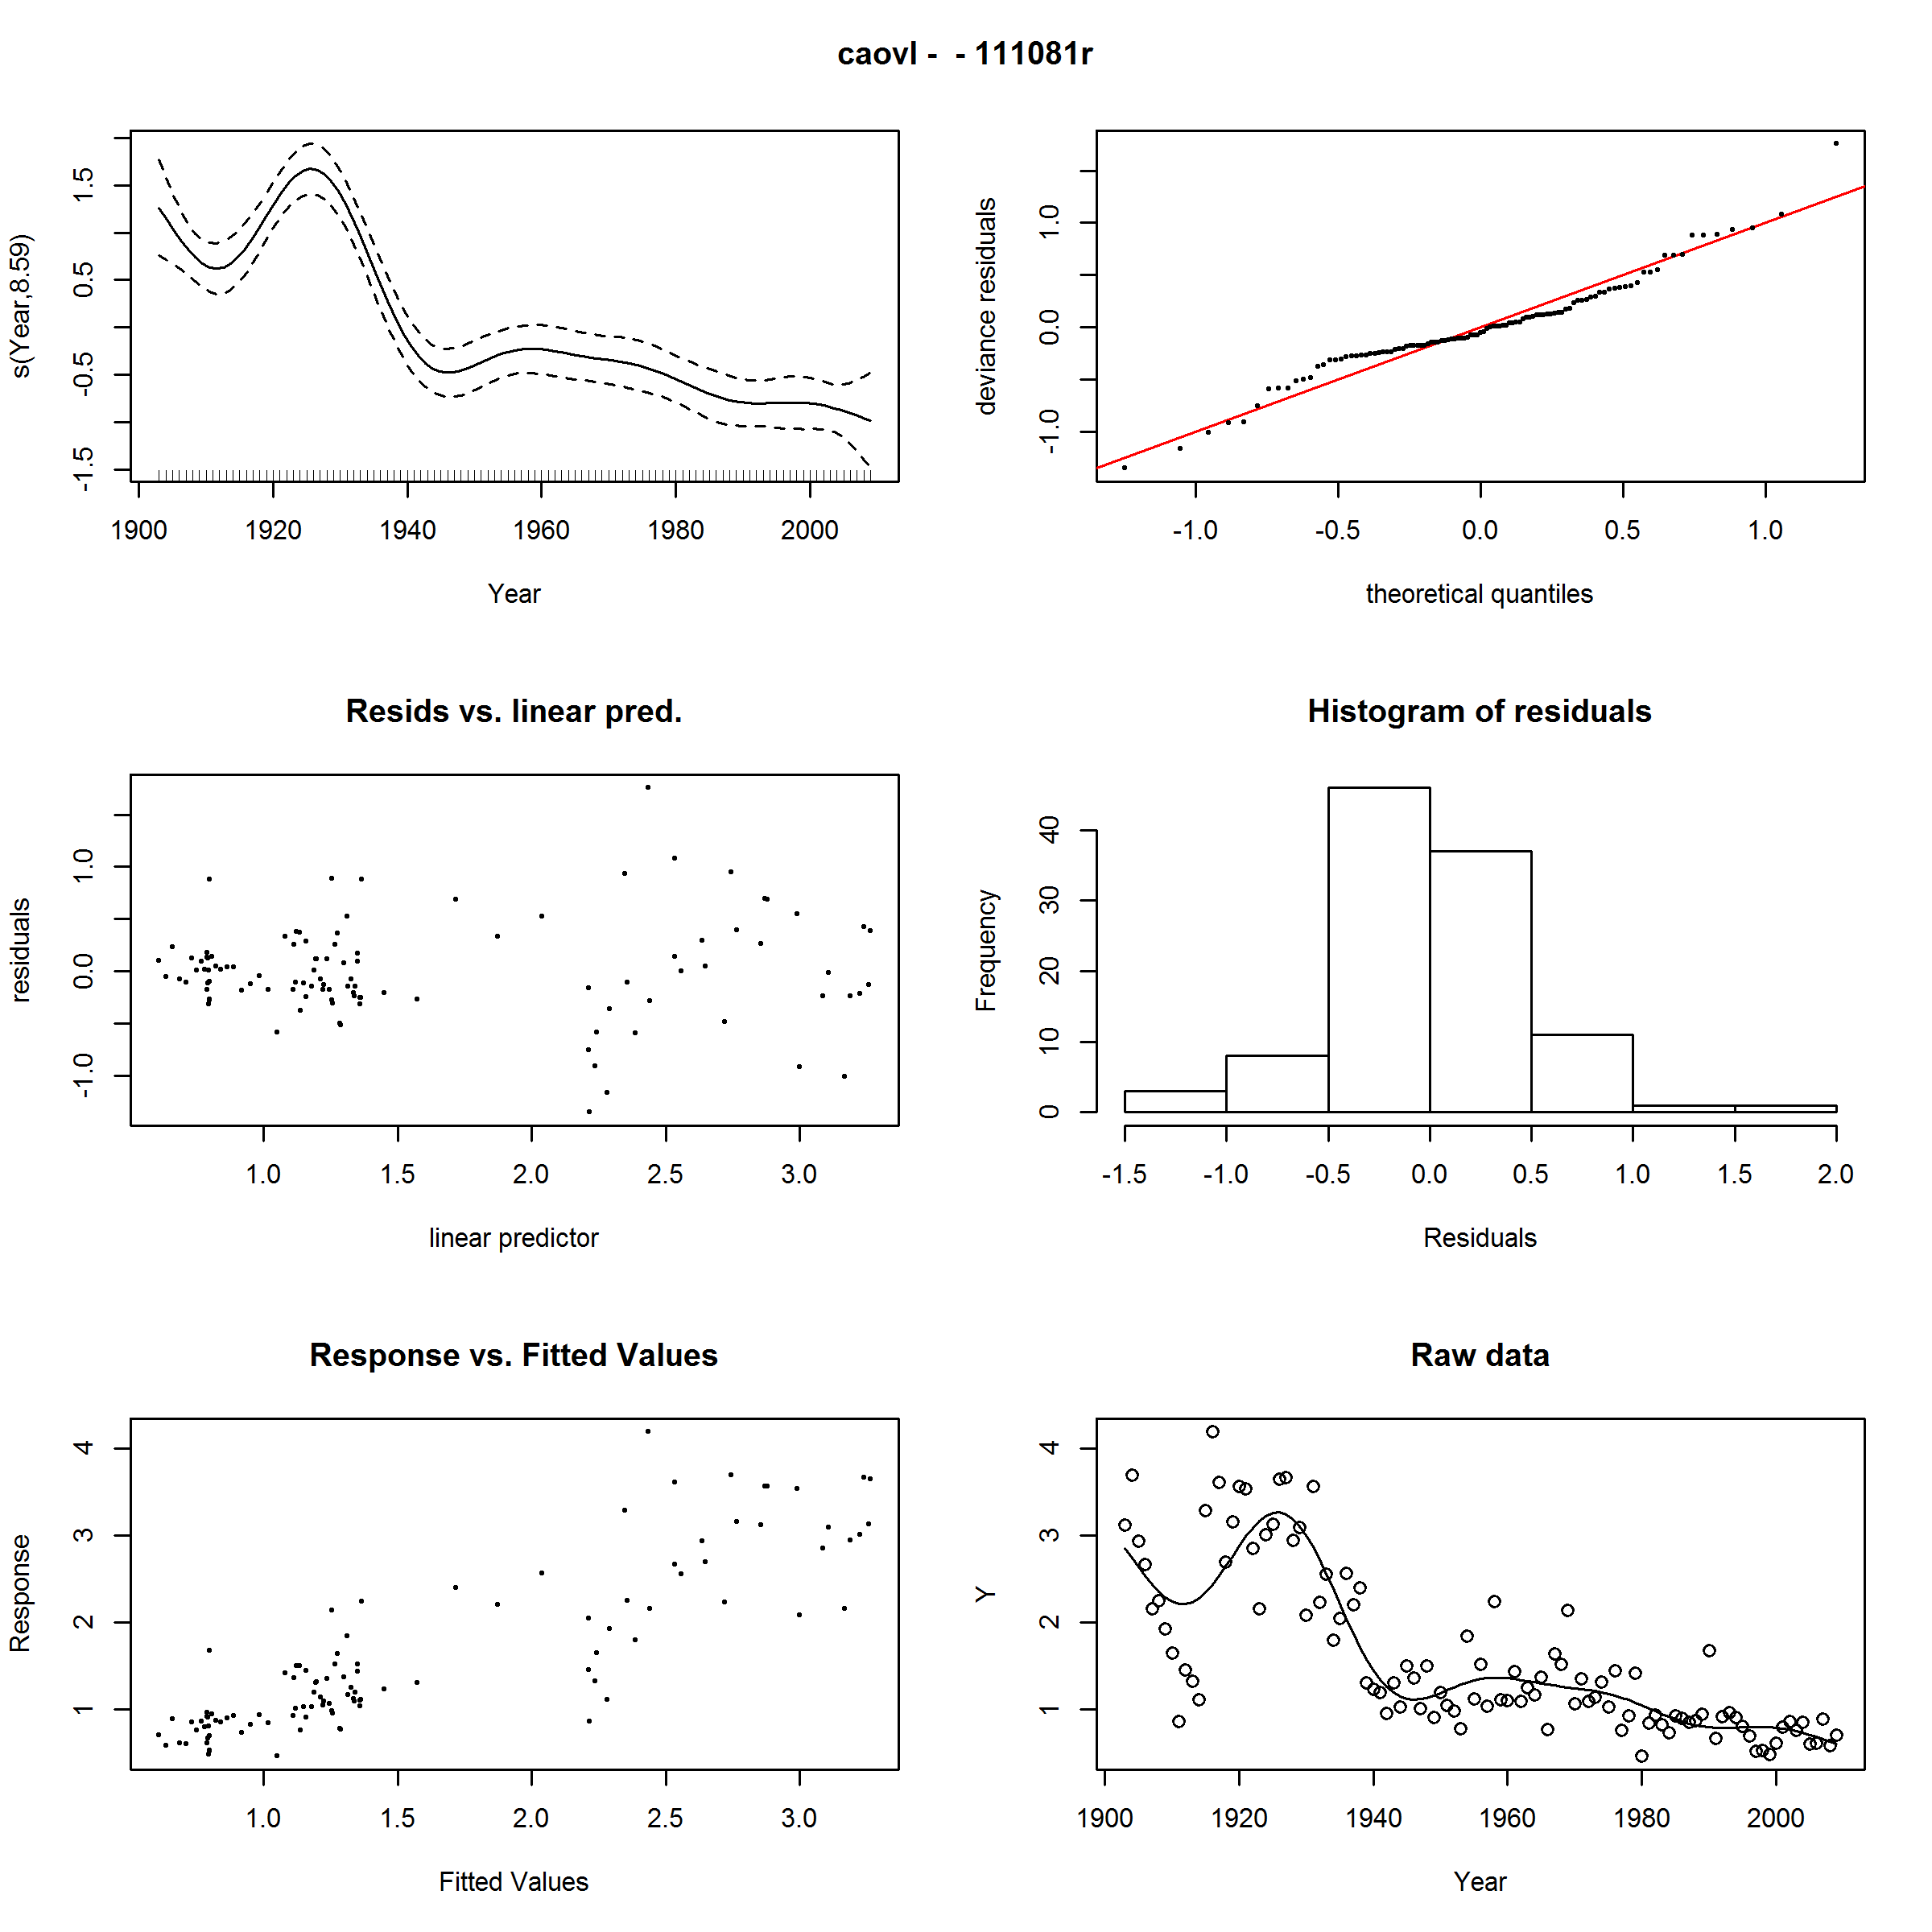 caovl -  - 111081r
s(Year,8.59)
1.5
0.5
-0.5
-1.5
1900 1920 1940 1960 1980 2000
Year
deviance residuals
1.0
0.0
-1.0
-1.0 -0.5 0.0 0.5 1.0
theoretical quantiles
Resids vs. linear pred.
residuals
1.0
0.0
-1.0
1.0 1.5 2.0 2.5 3.0
linear predictor
Histogram of residuals
Frequency
40
30
20
10
0
-1.5 -1.0 -0.5 0.0 0.5 1.0 1.5 2.0
Residuals
Response vs. Fitted Values
Response
4
3
2
1
1.0 1.5 2.0 2.5 3.0
Fitted Values
Raw data
Y
4
3
2
1
1900 1920 1940 1960 1980 2000
Year